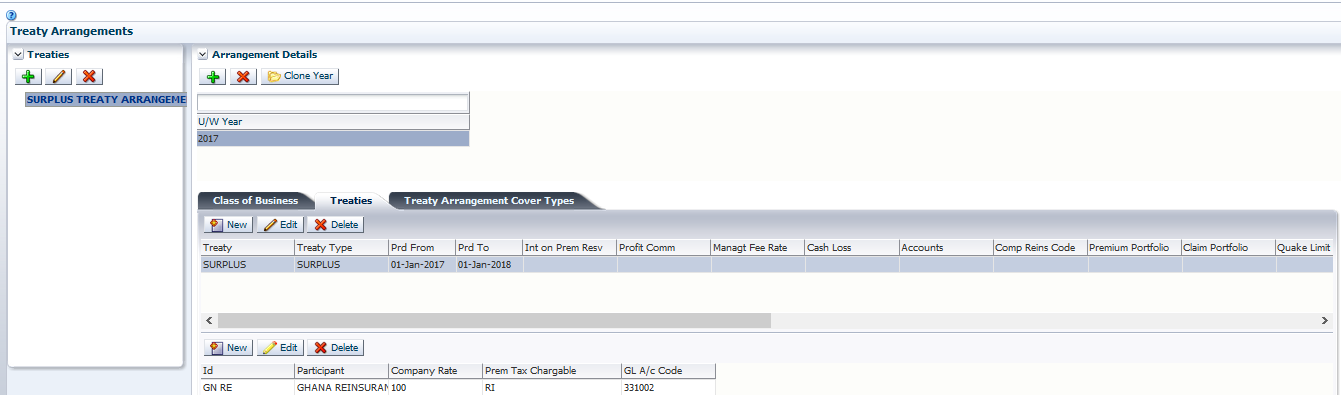 Treaty Arrangements
Treaties
SURPLUS TREATY ARRANGEME
Arrangement Details
Clone Year
U/W Year
2017
Class of Business Treaties Treaty Arrangement Cover Types
New Edit Delete
Treaty Treaty Type Prd From Prd To Int on Prem Resv Profit Comm Managt Fee Rate Cash Loss Accounts Comp Reins Code Premium Portfolio Claim Portfolio Quake Limit
SURPLUS SURPLUS 01-Jan-2017 01-Jan-2018
New Edit Delete
Id Participant Company Rate Prem Tax Chargable GL A/c Code
GN RE GHANA REINSURAN 100 RI 331002